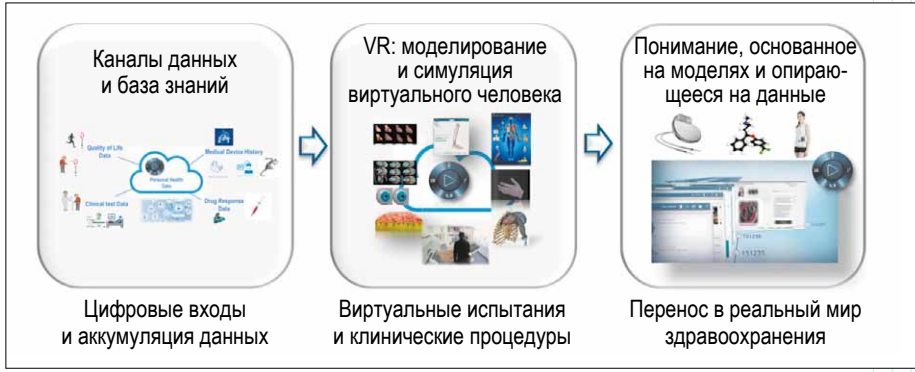 Каналы данных
и база знаний
Quality of Life
Data
Medical Device History
Personal Health
Data
Clinical test Data
Drug Response
Data
Цифровые входы
и аккумуляция данных
VR: моделирование
и симуляция
виртуального человека
Виртуальные испытания
и клинические процедуры
Понимание, основанное
на моделях и опираю-
щееся на данные
151236
151235
Перенос в реальный мир
здравоохранения